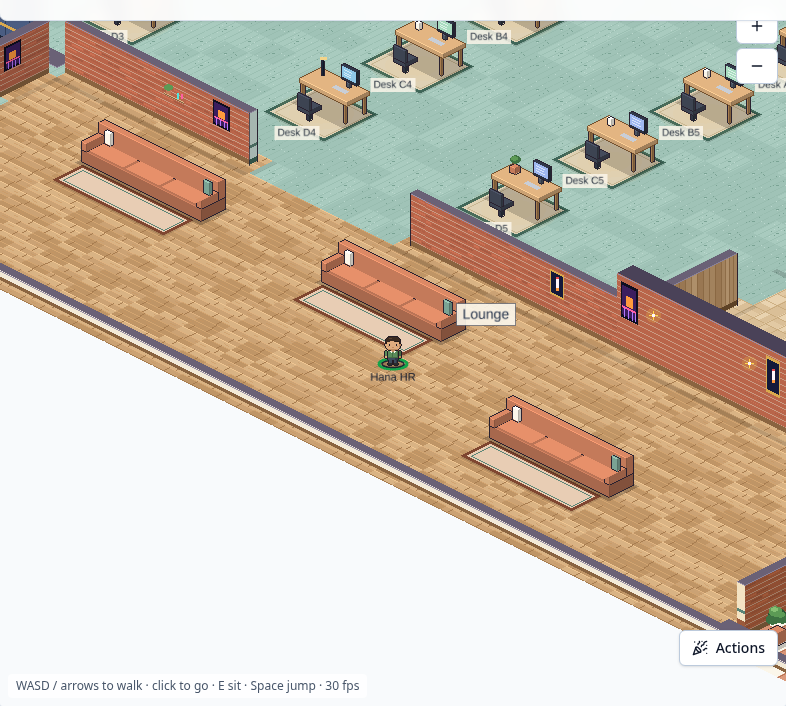 D3
Desk B4
Desk C4
Desk D4
Desk B5
Desk C5
D5
Lounge
Hana HR
Actions
WASD / arrows to walk · click to go · E sit · Space jump · 30 fps